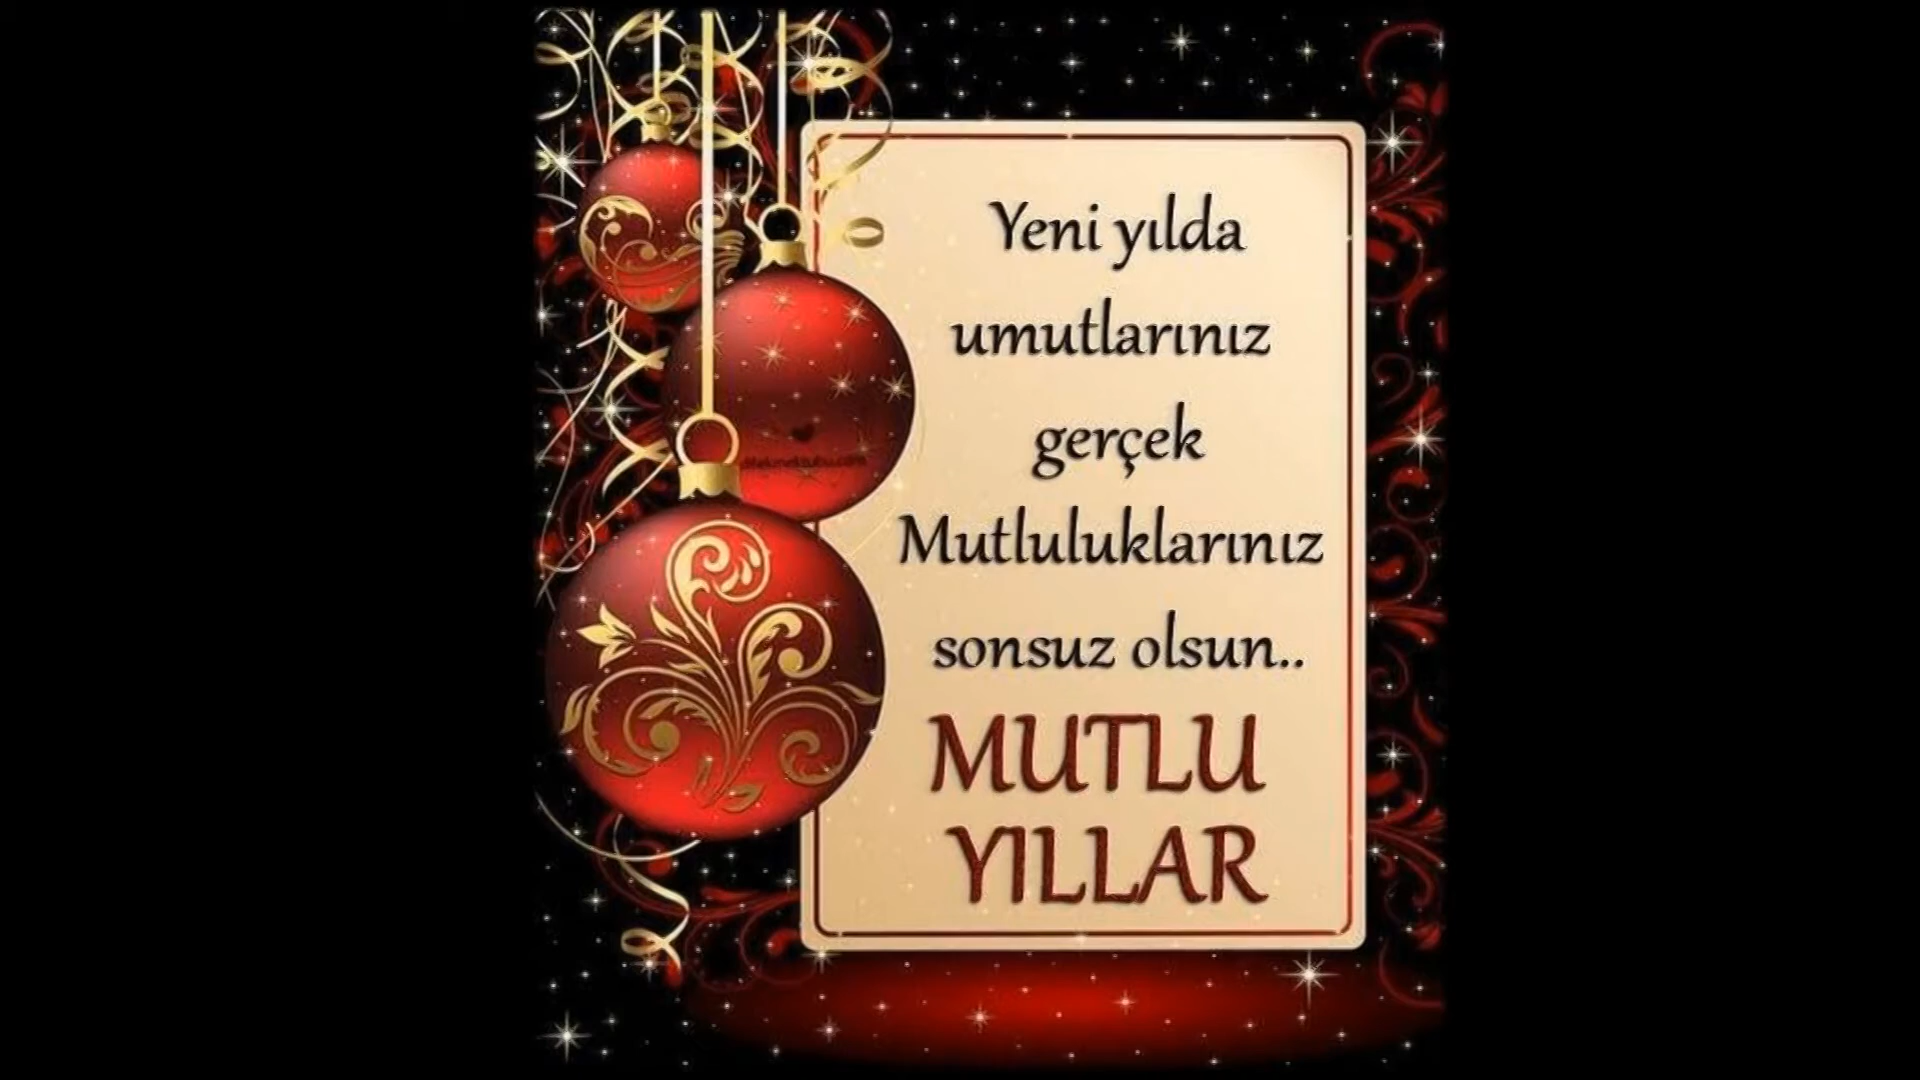 Yeni yılda
umutlarınız
gerçek
Mutluluklarınız
sonsuz olsun..
MUTLU
YILLAR